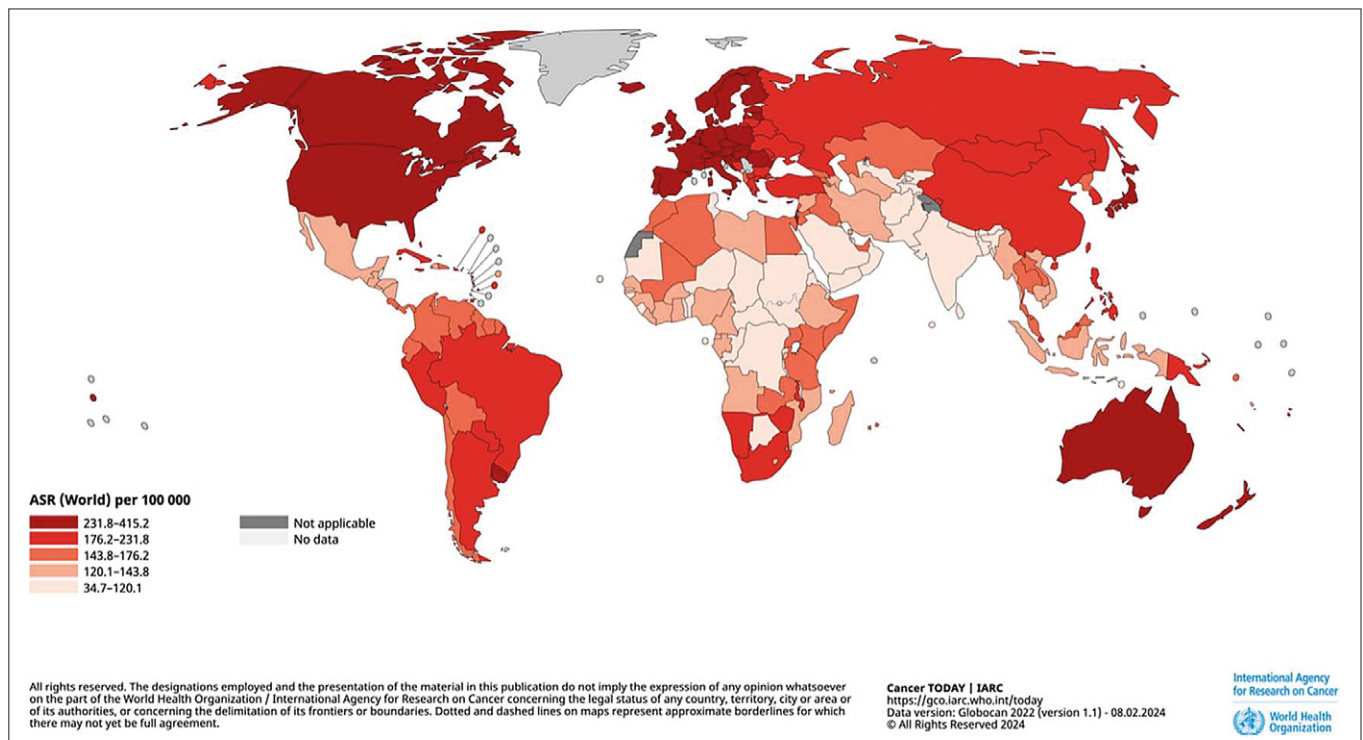 ASR (World) per 100 000
231.8–415.2
176.2–231.8
143.8–176.2
120.1–143.8
34.7–120.1
Not applicable
No data
All rights reserved. The designations employed and the presentation of the material in this publication do not imply the expression of any opinion whatsoever
on the part of the World Health Organization / International Agency for Research on Cancer concerning the legal status of any country, territory, city or area or
of its authorities, or concerning the delimitation of its frontiers or boundaries. Dotted and dashed lines on maps represent approximate borderlines for which
there may not yet be full agreement.
Cancer TODAY | IARC
https://gco.iarc.who.int/today
Data version: Globocan 2022 (version 1.1) - 08.02.2024
© All Rights Reserved 2024
International Agency
for Research on Cancer
World Health
Organization